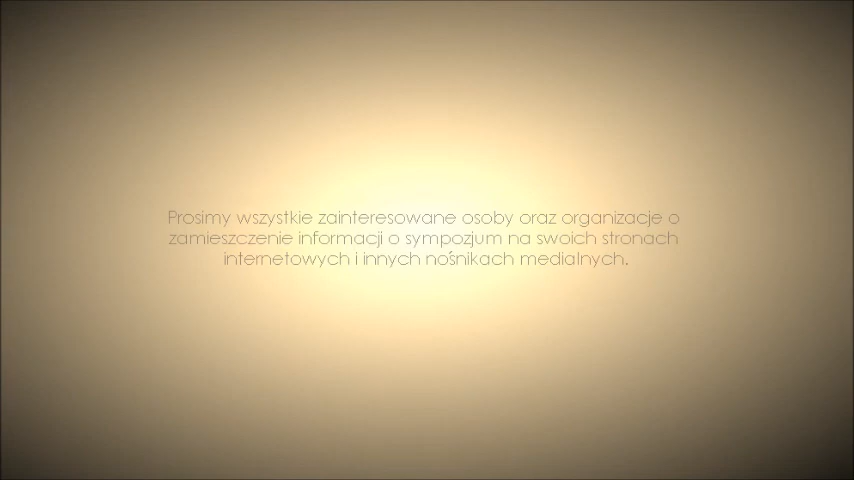 Prosimy wszystkie zainteresowane osoby oraz organizacje o
zamieszczenie informacji o sympozjum na swoich stronach
internetowych i innych nośnikach medialnych.